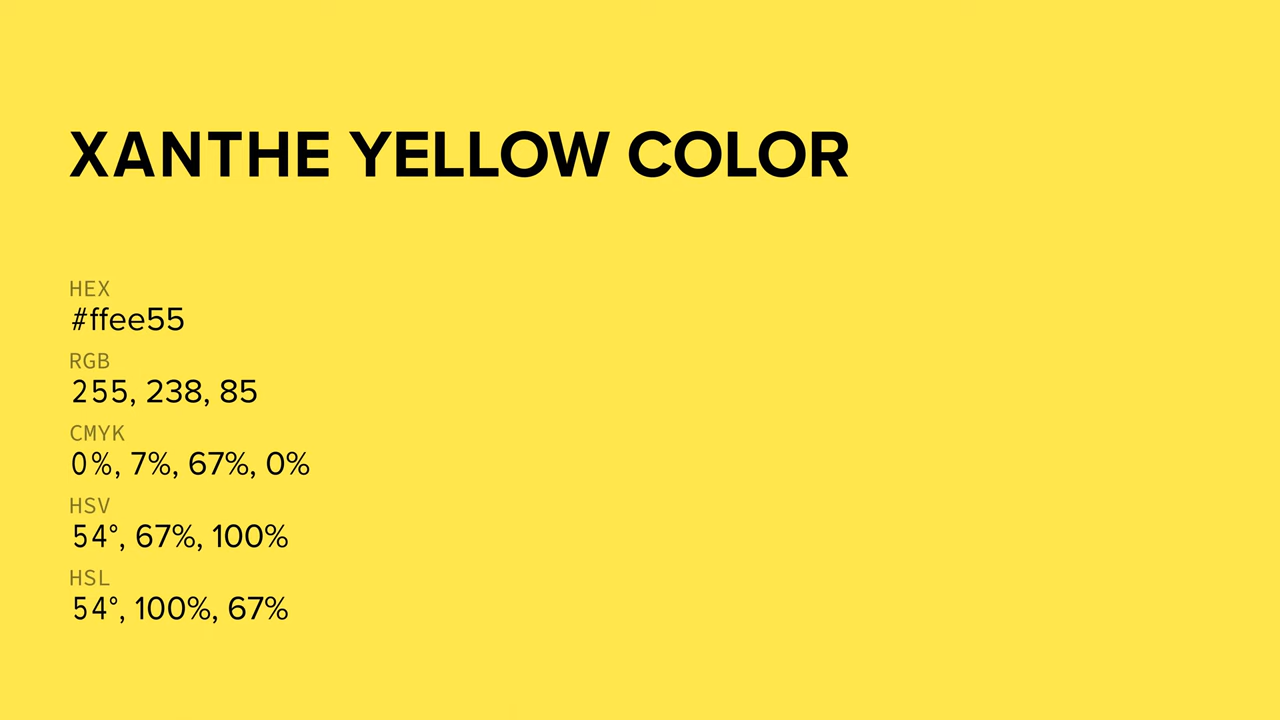 XANTHE YELLOW COLOR
HEX
#ffee55
RGB
255, 238, 85
CMYK
0%, 7%, 67%, 0%
HSV
54°, 67%, 100%
HSL
54°, 100%, 67%